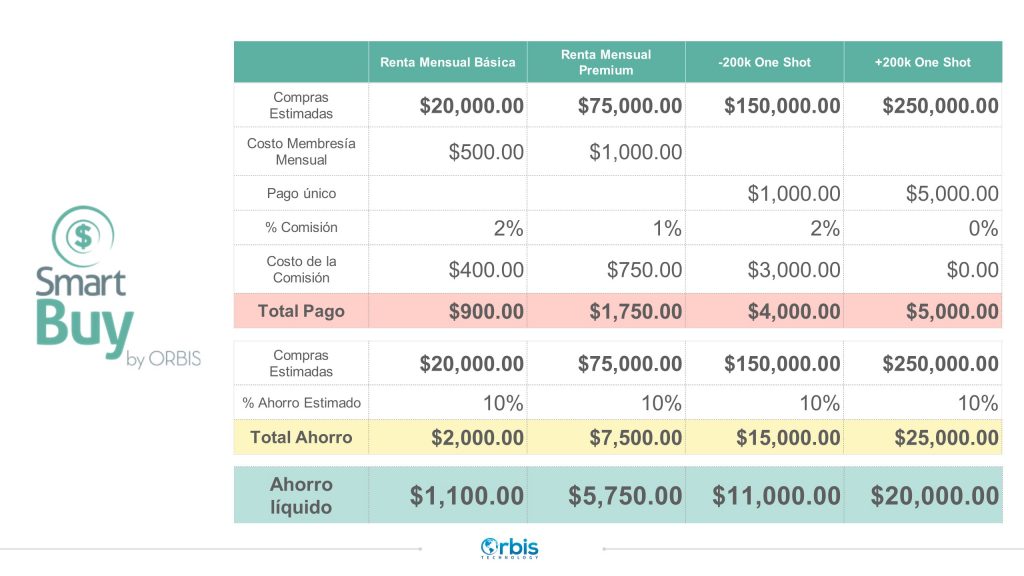 Renta Mensual Básica
Renta Mensual
Premium
-200k One Shot
+200k One Shot
Compras
Estimadas
$20,000.00 $75,000.00 $150,000.00 $250,000.00
Costo Membresía
Mensual
$500.00 $1,000.00
Pago único $1,000.00 $5,000.00
% Comisión 2% 1% 2% 0%
Costo de la
Comisión
$400.00 $750.00 $3,000.00 $0.00
Total Pago $900.00 $1,750.00 $4,000.00 $5,000.00
Compras
Estimadas
$20,000.00 $75,000.00 $150,000.00 $250,000.00
% Ahorro Estimado 10% 10% 10% 10%
Total Ahorro $2,000.00 $7,500.00 $15,000.00 $25,000.00
Ahorro
líquido
$1,100.00 $5,750.00 $11,000.00 $20,000.00
$
Smart
Buy
by ORBIS
Orbis
TECHNOLOGY